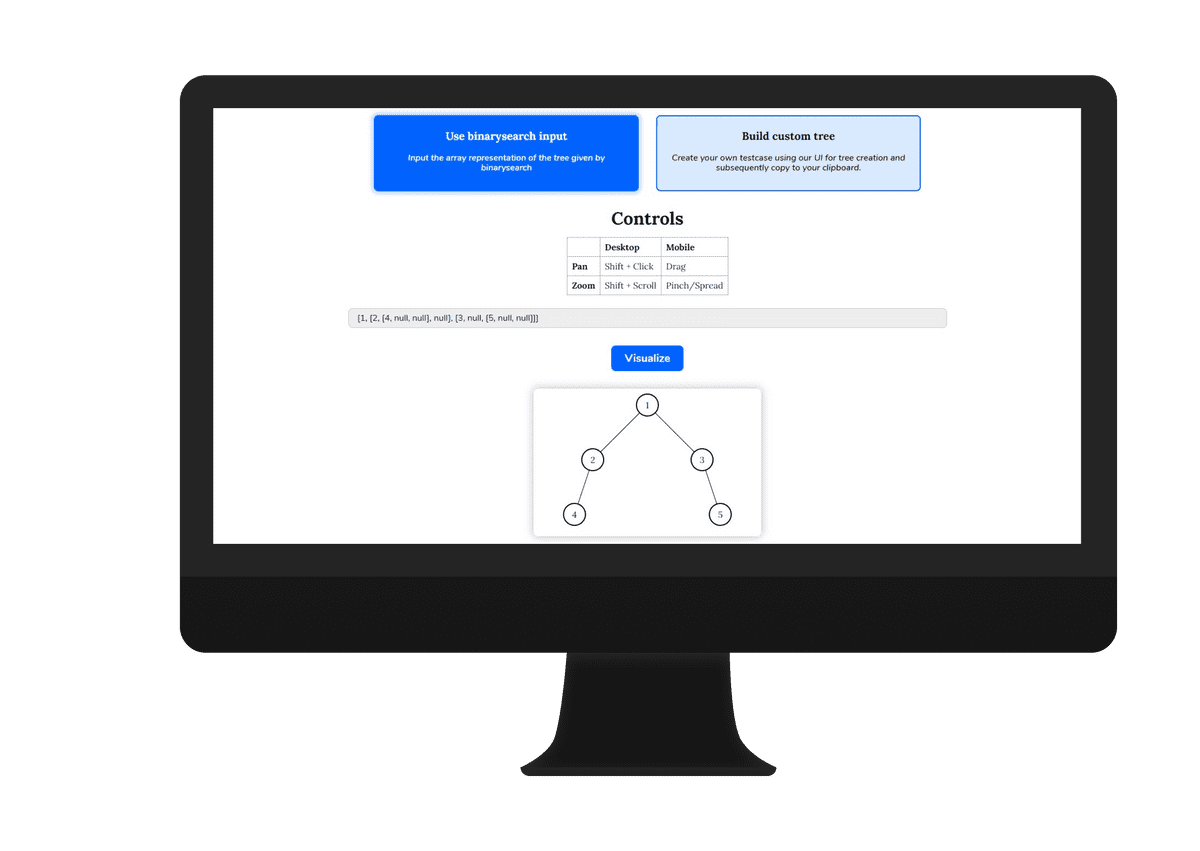 Use binarysearch input
Input the array representation of the tree given by
binarysearch
Build custom tree
Create your own testcase using our UI for tree creation and
subsequently copy to your clipboard.
Controls
Desktop Mobile
Pan Shift + Click Drag
Zoom Shift + Scroll Pinch/Spread
[1, [2, [4, null, null], null], [3, null, [5, null, null]]]
Visualize
1
2 3
4 5